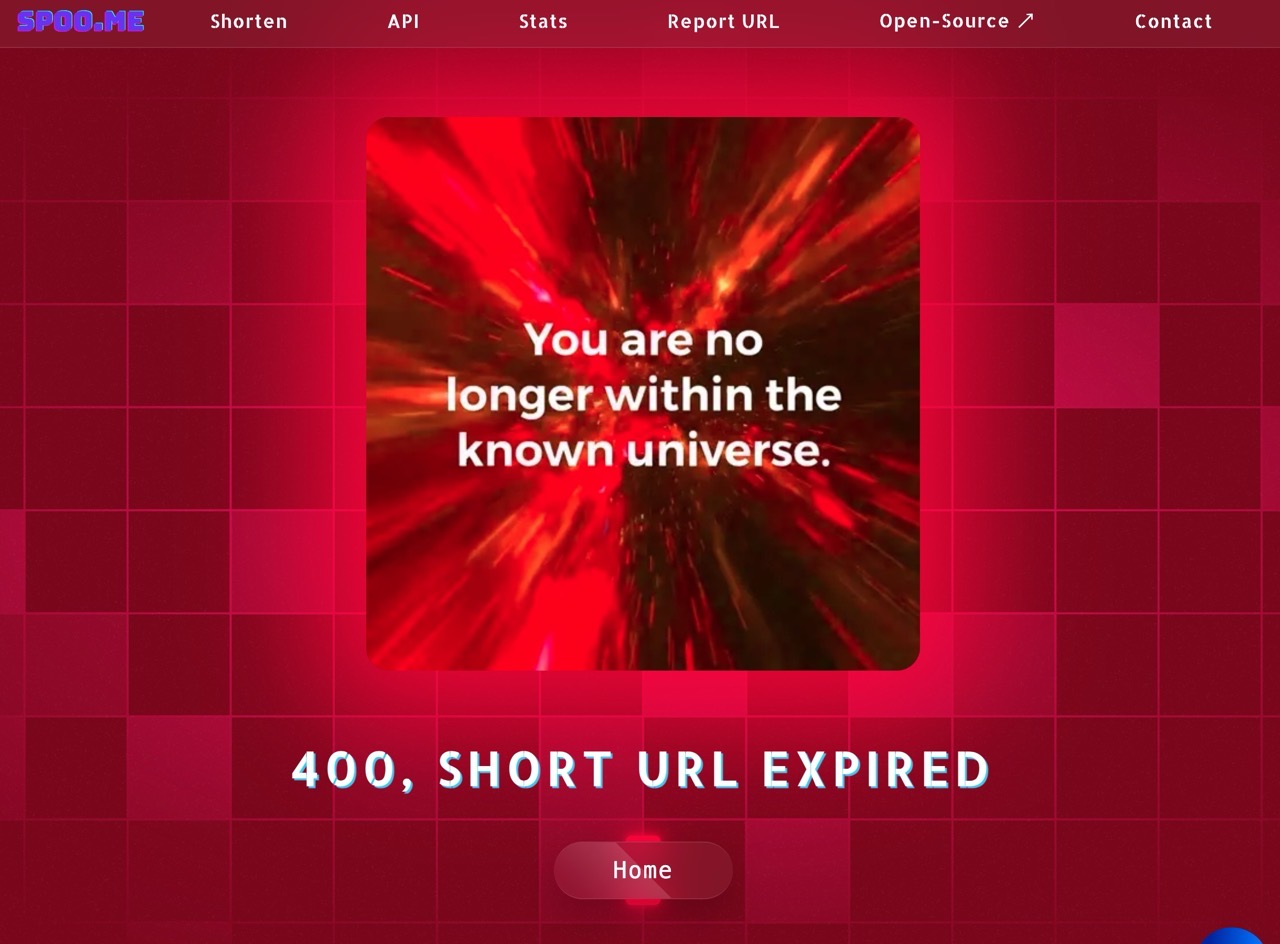 SPOO.ME
Shorten
API
Stats
Report URL
Open-Source ↗
Contact
You are no
longer within the
known universe.
400, SHORT URL EXPIRED
Home